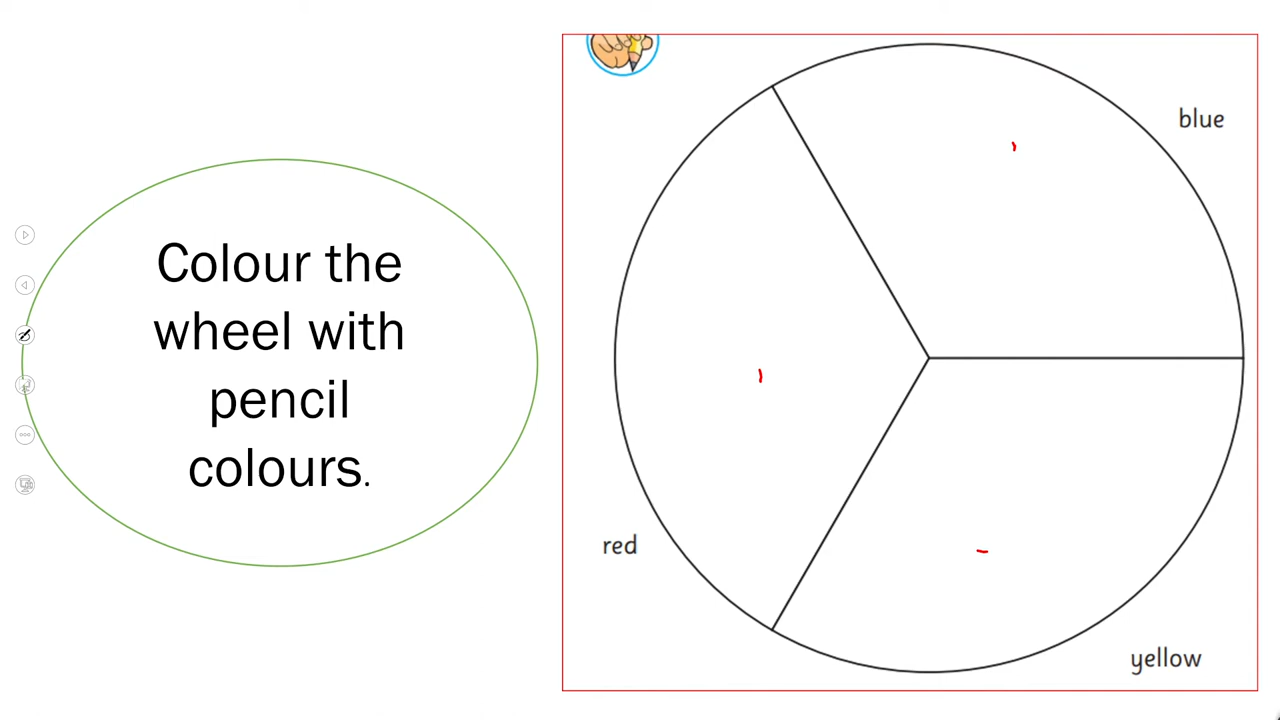 Colour the
wheel with
pencil
colours.
blue
red
yellow